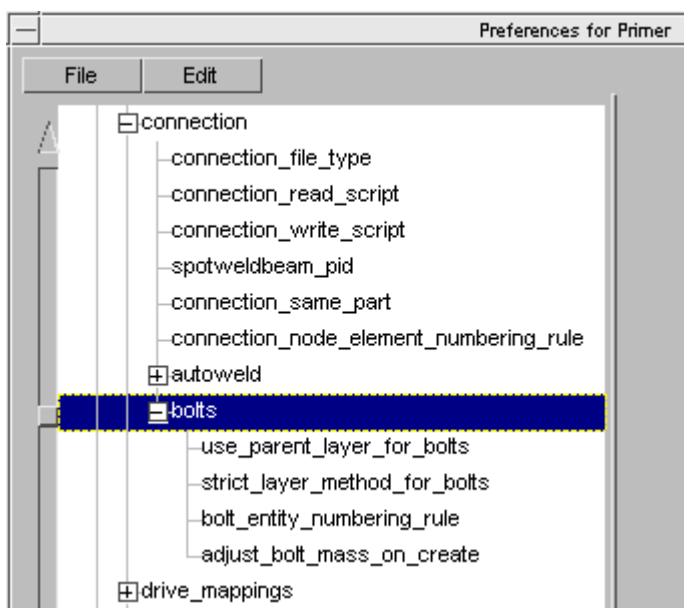 Preferences for Primer
File Edit
connection
connection_file_type
connection_read_script
connection_write_script
spotweldbeam_pid
connection_same_part
connection_node_element_numbering_rule
autoweld
bolts
use_parent_layer_for_bolts
strict_layer_method_for_bolts
bolt_entity_numbering_rule
adjust_bolt_mass_on_create
drive_mappings